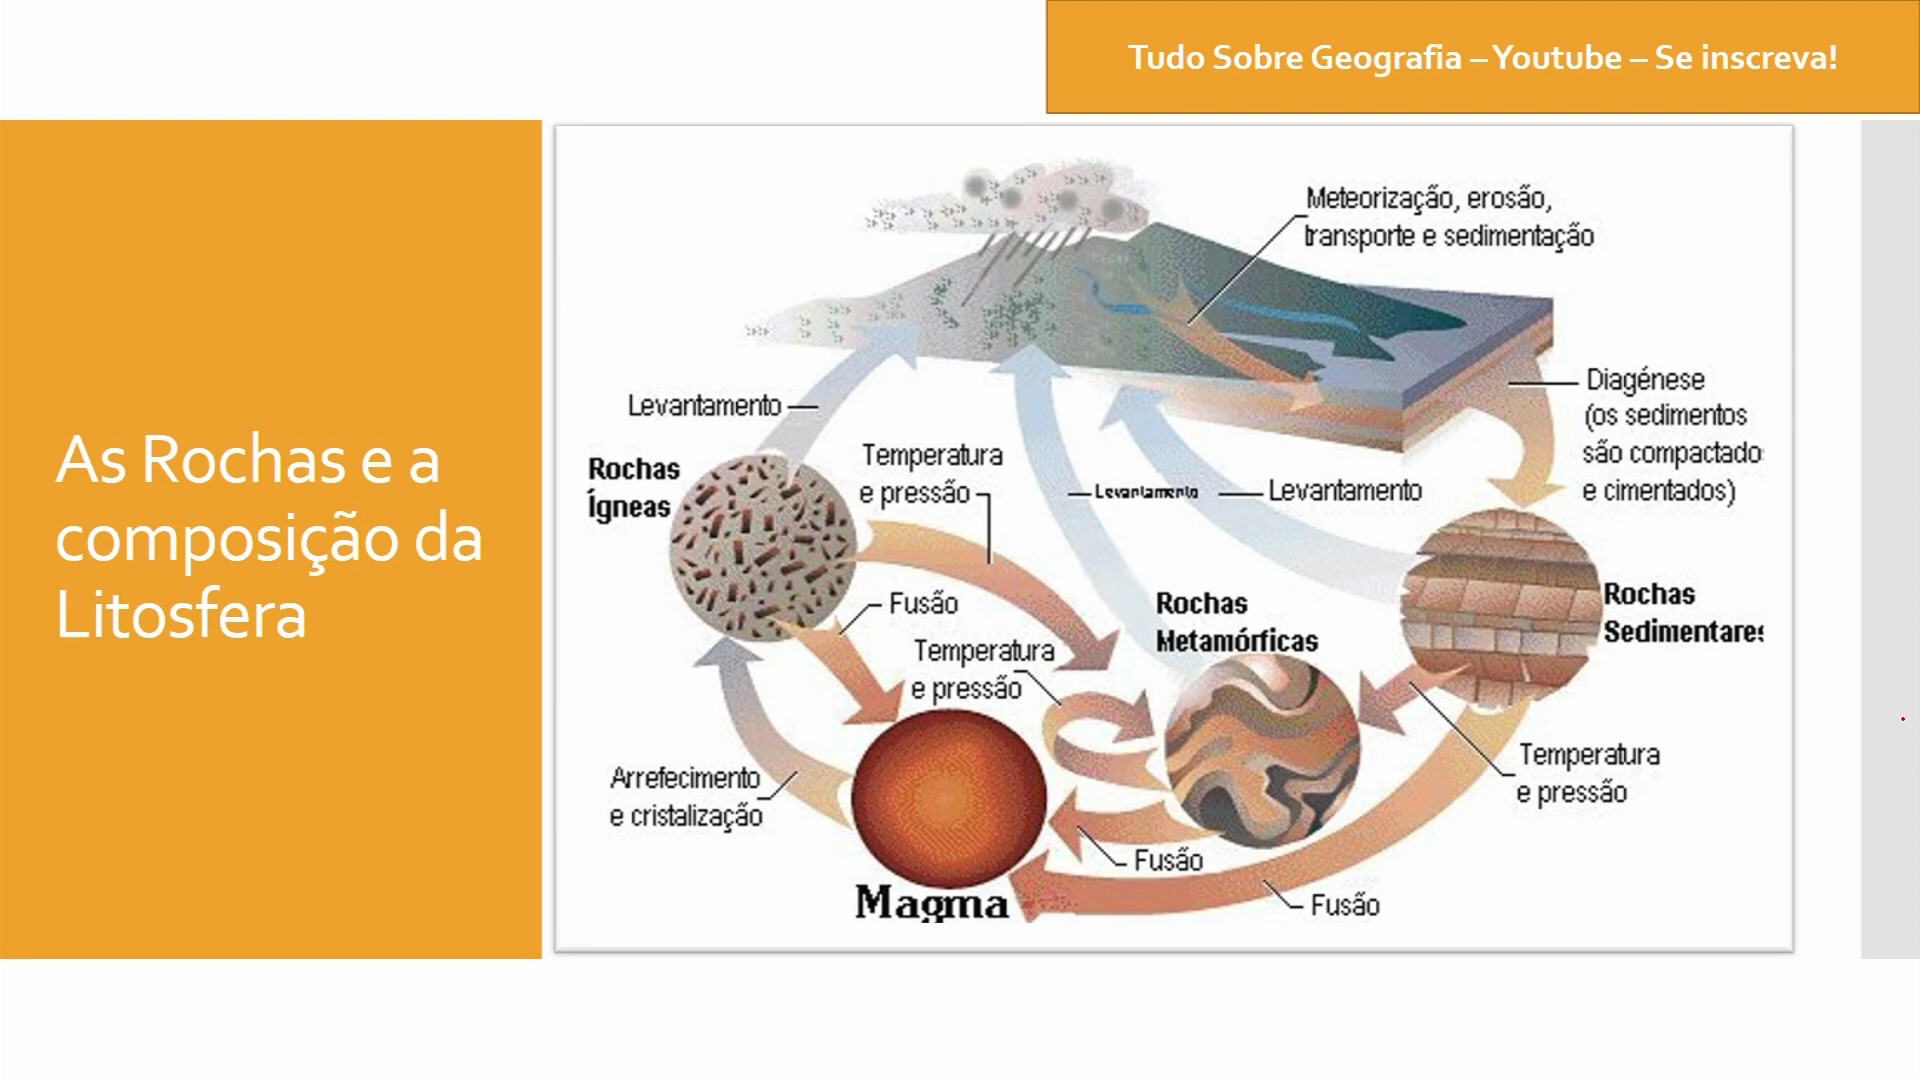 Tudo Sobre Geografia – Youtube – Se inscreva!
As Rochas e a
composição da
Litosfera
Meteorização, erosão,
transporte e sedimentação
Levantamento
Diagénese
(os sedimentos
são compactado
e cimentados)
Rochas
Ígneas
Temperatura
e pressão
Levantamento
Levantamento
Fusão
Rochas
Metamórficas
Rochas
Sedimentares
Temperatura
e pressão
Arrefecimento
e cristalização
Temperatura
e pressão
Fusão
Fusão
Magma